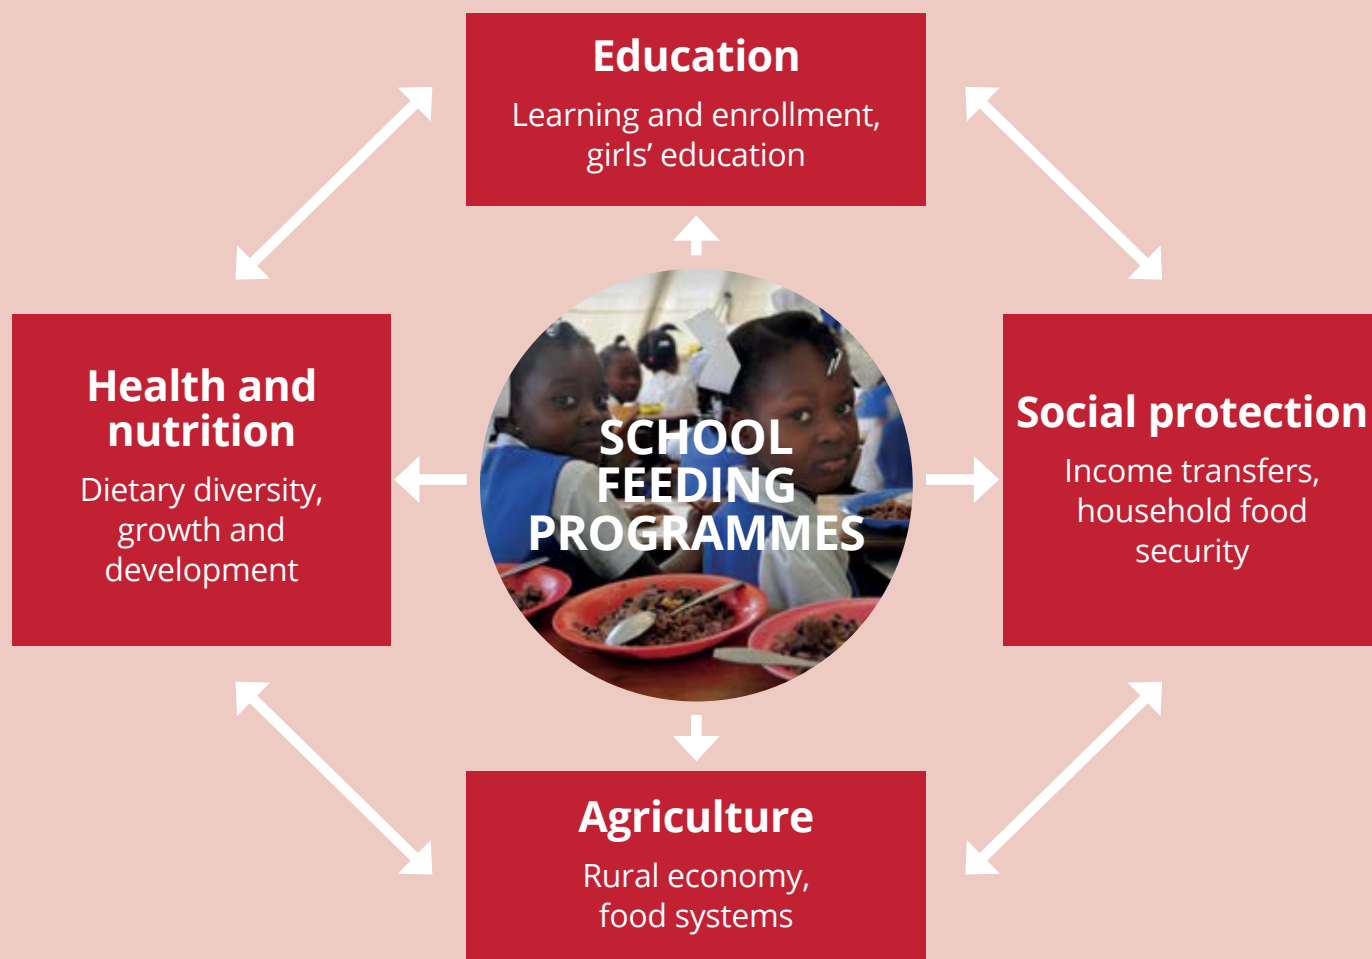 Education
Learning and enrollment,
girls’ education
Health and
nutrition
Dietary diversity,
growth and
development
SCHOOL
FEEDING
PROGRAMMES
Social protection
Income transfers,
household food
security
Agriculture
Rural economy,
food systems